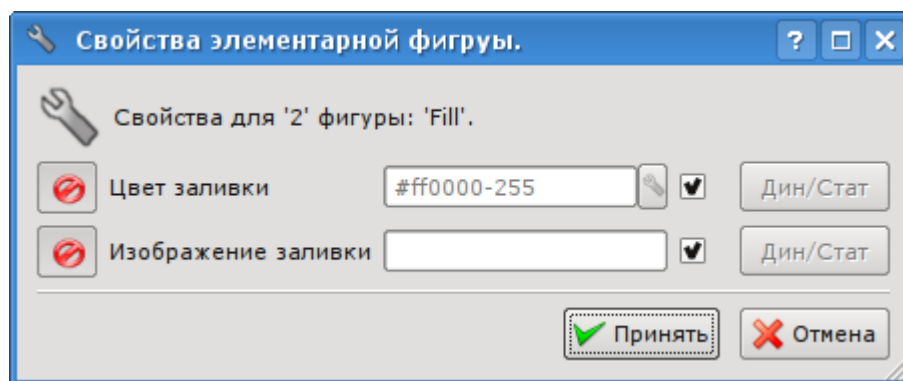 Свойства элементарной фигруы.
Свойства для '2' фигуры: 'Fill'.
Цвет заливки #ff0000-255 Дин/Стат
Изображение заливки Дин/Стат
Принять Отмена